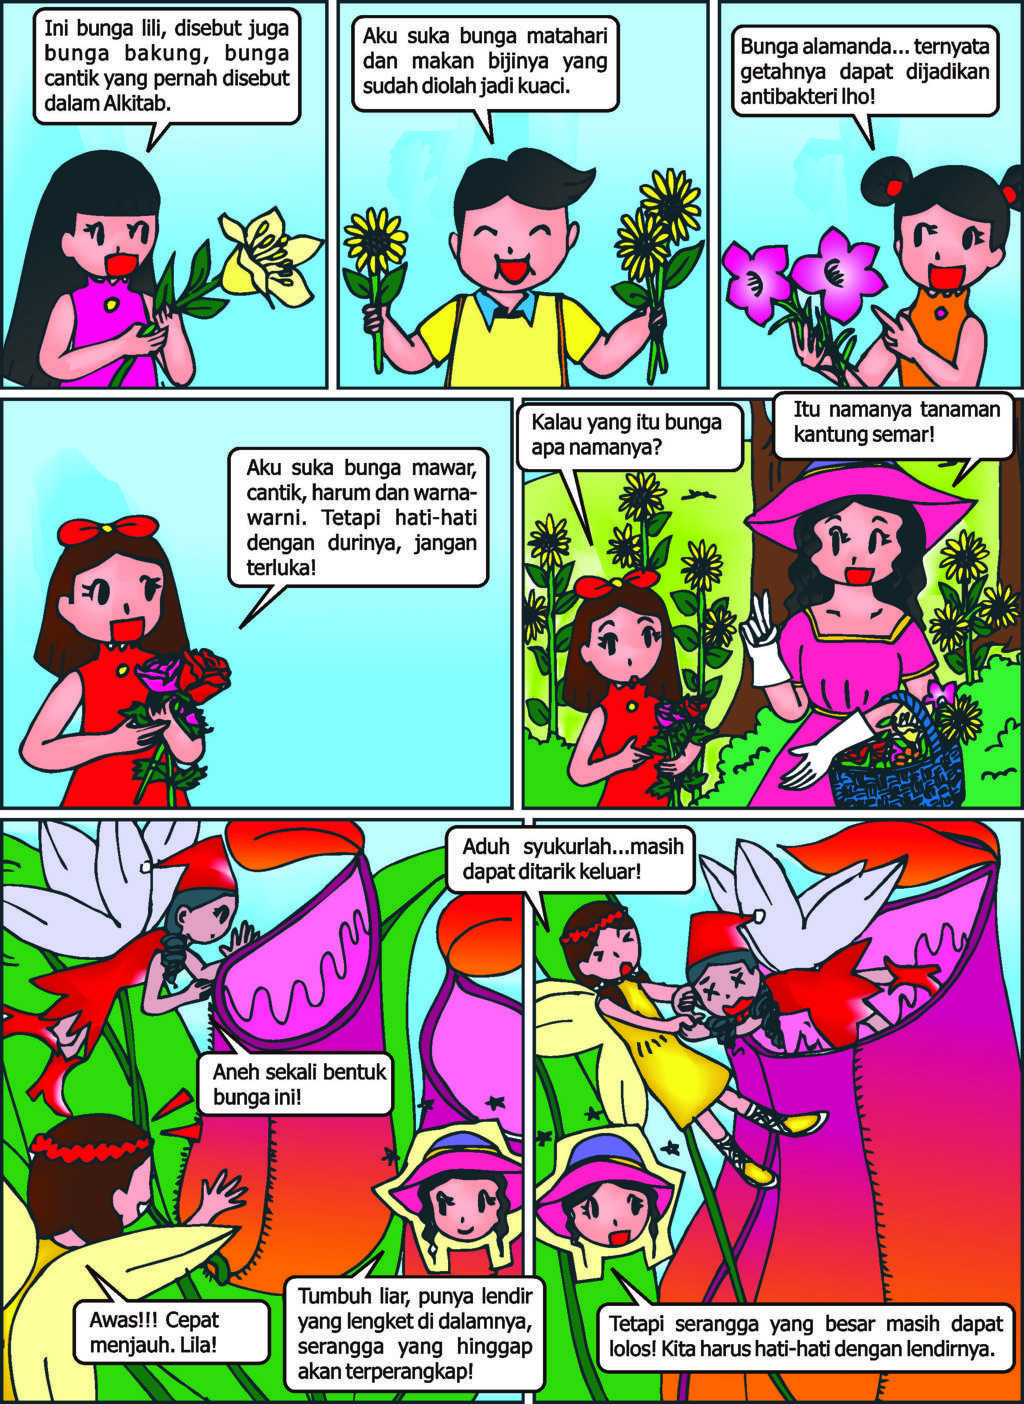 Ini bunga lili, disebut juga
bunga bakung, bunga
cantik yang pernah disebut
dalam Alkitab.
Aku suka bunga matahari
dan makan bijinya yang
sudah diolah jadi kuaci.
Bunga alamanda... ternyata
getahnya dapat dijadikan
antibakteri lho!
Aku suka bunga mawar,
cantik, harum dan warna-
warni. Tetapi hati-hati
dengan durinya, jangan
terluka!
Kalau yang itu bunga
apa namanya?
Itu namanya tanaman
kantung semar!
Aneh sekali bentuk
bunga ini!
Awas!!! Cepat
menjauh. Lila!
Tumbuh liar, punya lendir
yang lengket di dalamnya,
serangga yang hinggap
akan terperangkap!
Aduh syukurlah...masih
dapat ditarik keluar!
Tetapi serangga yang besar masih dapat
lolos! Kita harus hati-hati dengan lendirnya.